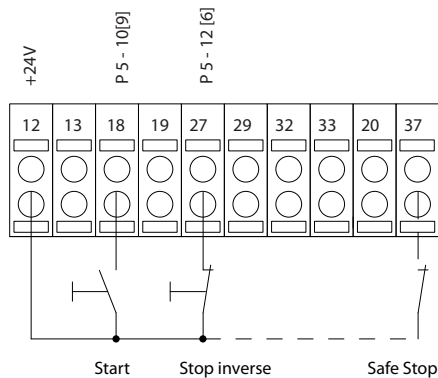 +24V
P 5 - 10[9]
P 5 - 12 [6]
12 13 18 19 27 29 32 33 20 37
Start Stop inverse Safe Stop